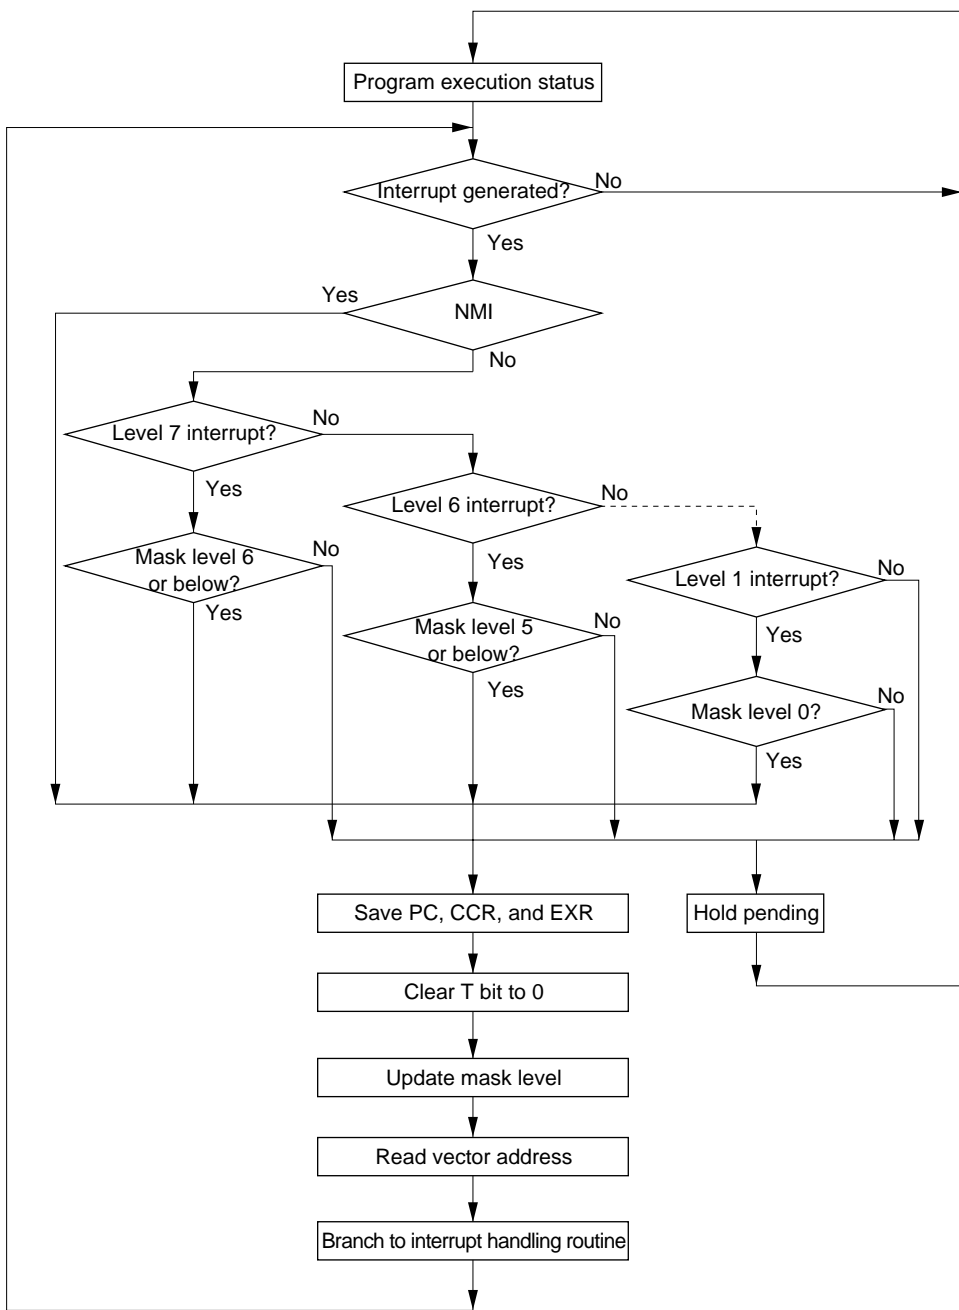 Program execution status
Interrupt generated?
No
Yes
Yes
NMI
No
Level 7 interrupt?
No
Yes
Level 6 interrupt?
No
Mask level 6
or below?
No
Yes
Yes
Level 1 interrupt?
No
Mask level 5
or below?
No
Yes
Yes
Mask level 0?
No
Yes
Save PC, CCR, and EXR
Hold pending
Clear T bit to 0
Update mask level
Read vector address
Branch to interrupt handling routine